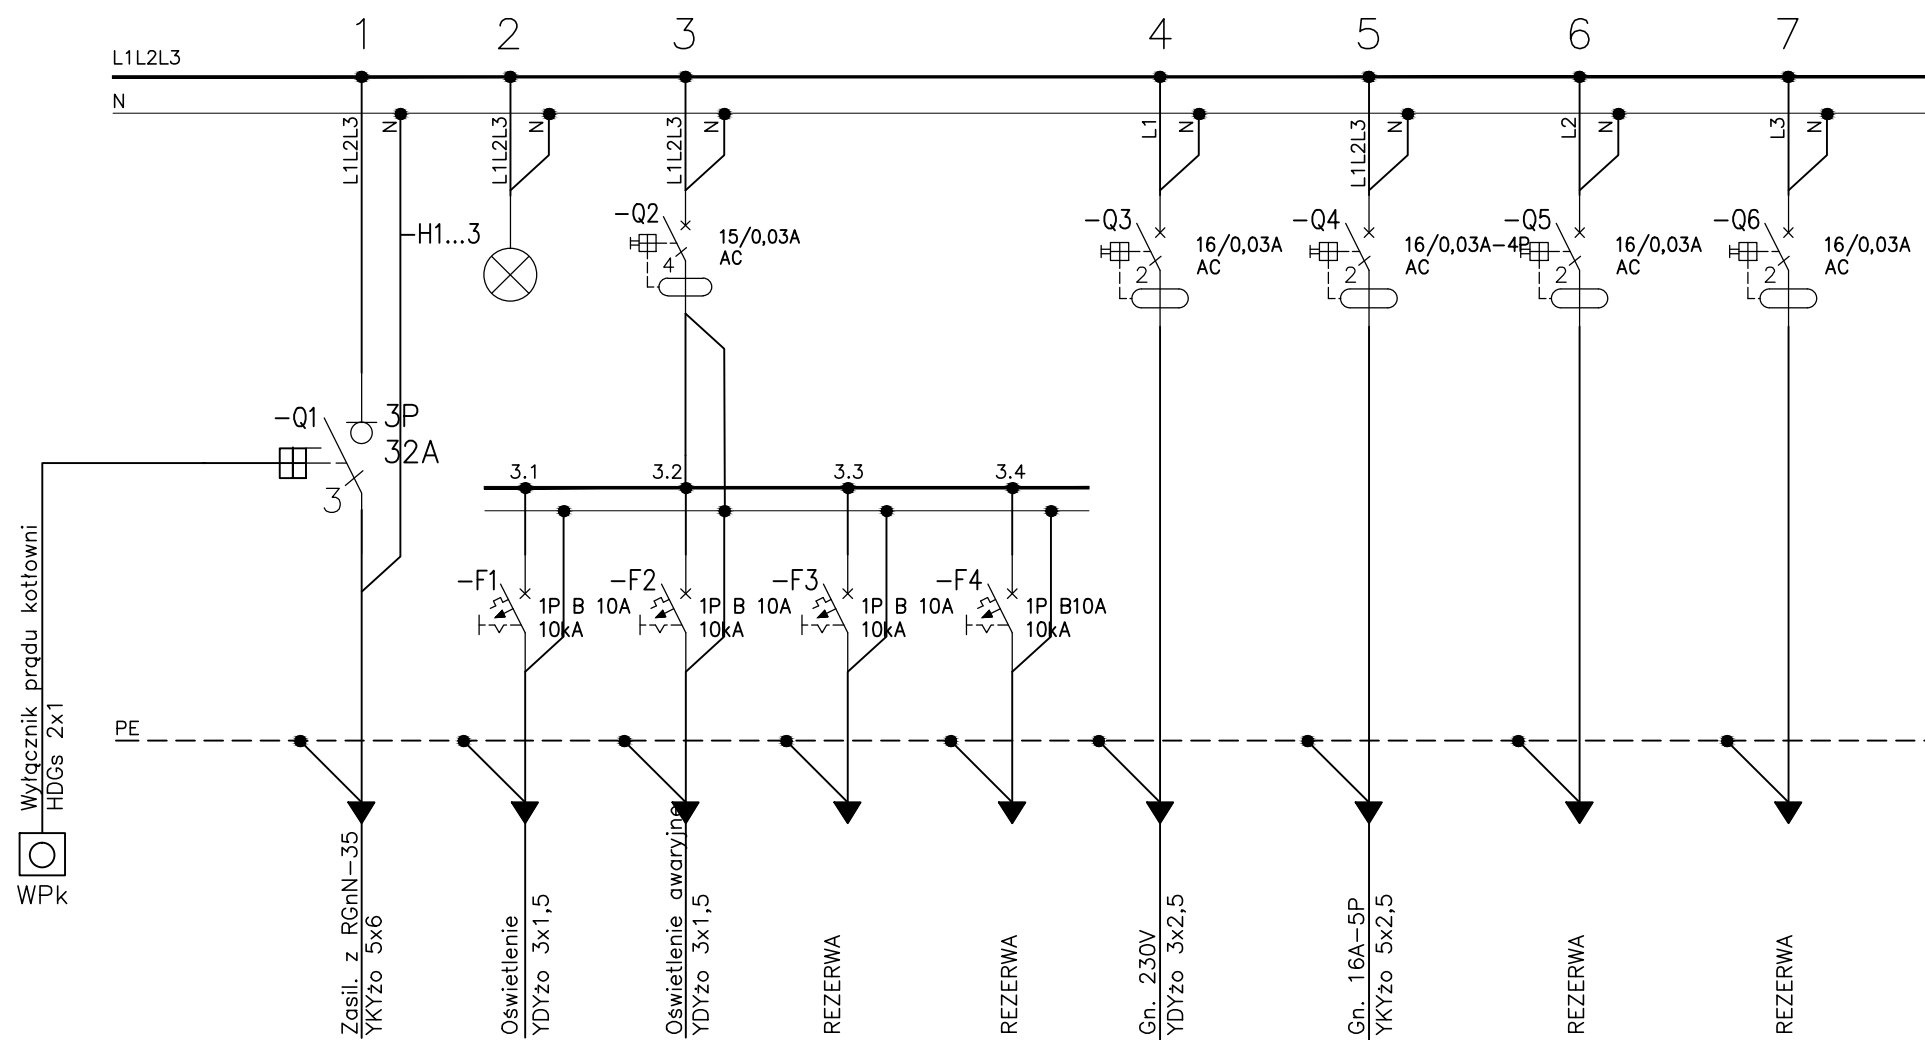 1 2 3 4 5 6 7
L1L2L3
N
L1L2L3 N L1L2L3 N L1L2L3 N L1 N L1L2L3 N L2 N L3 N
-H1...3
-Q2
15/0,03A
AC
4
-Q3
16/0,03A
AC
2
-Q4
16/0,03A-4P
AC
2
-Q5
16/0,03A
AC
2
-Q6
16/0,03A
AC
2
-Q1
3P
32A
3
3.1 3.2 3.3 3.4
-F1
1P B 10A
10kA
-F2
1P B 10A
10kA
-F3
1P B 10A
10kA
-F4
1P B10A
10kA
Wyłącznik prądu kotłowni
HDGs 2x1
WPk
PE
Zasil. z RGnN-35
YKYżo 5x6
Oświetlenie
YDYżo 3x1,5
Oświetlenie awaryjne
YDYżo 3x1,5
REZERWA
REZERWA
Gn. 230V
YDYżo 3x2,5
Gn. 16A-5P
YKYżo 5x2,5
REZERWA
REZERWA